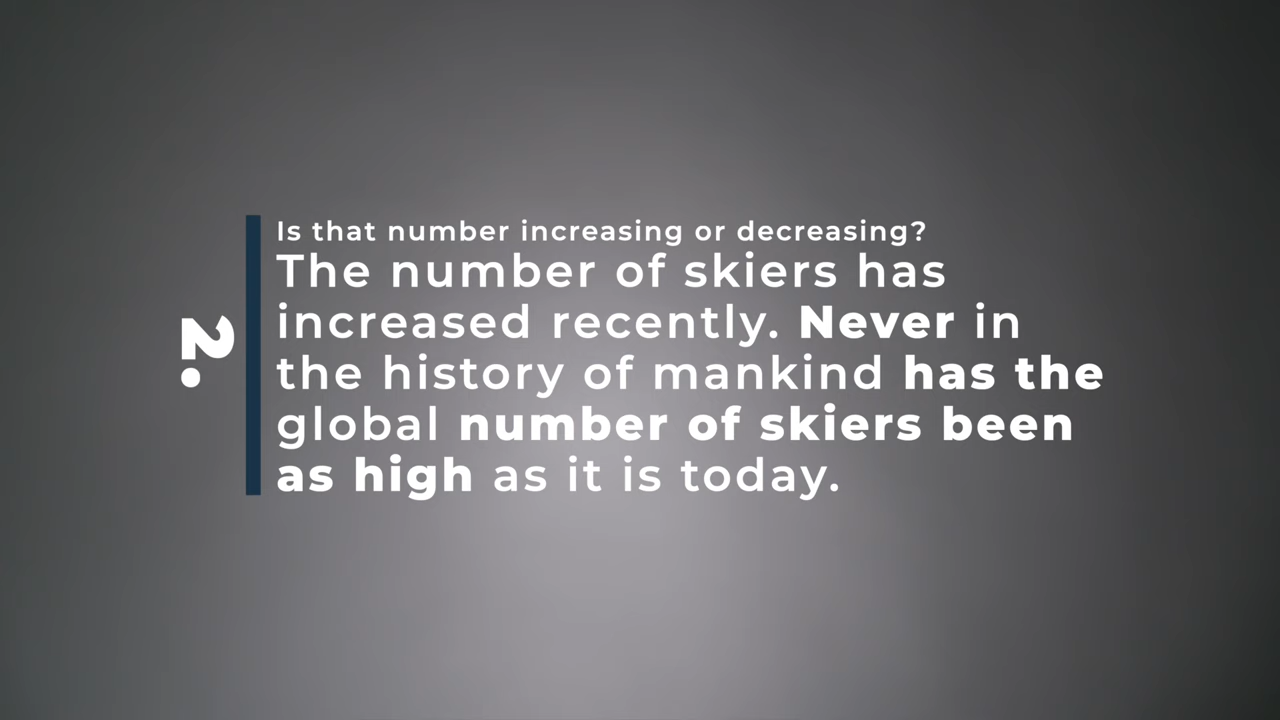 2.
Is that number increasing or decreasing?
The number of skiers has
increased recently. Never in
the history of mankind has the
global number of skiers been
as high as it is today.